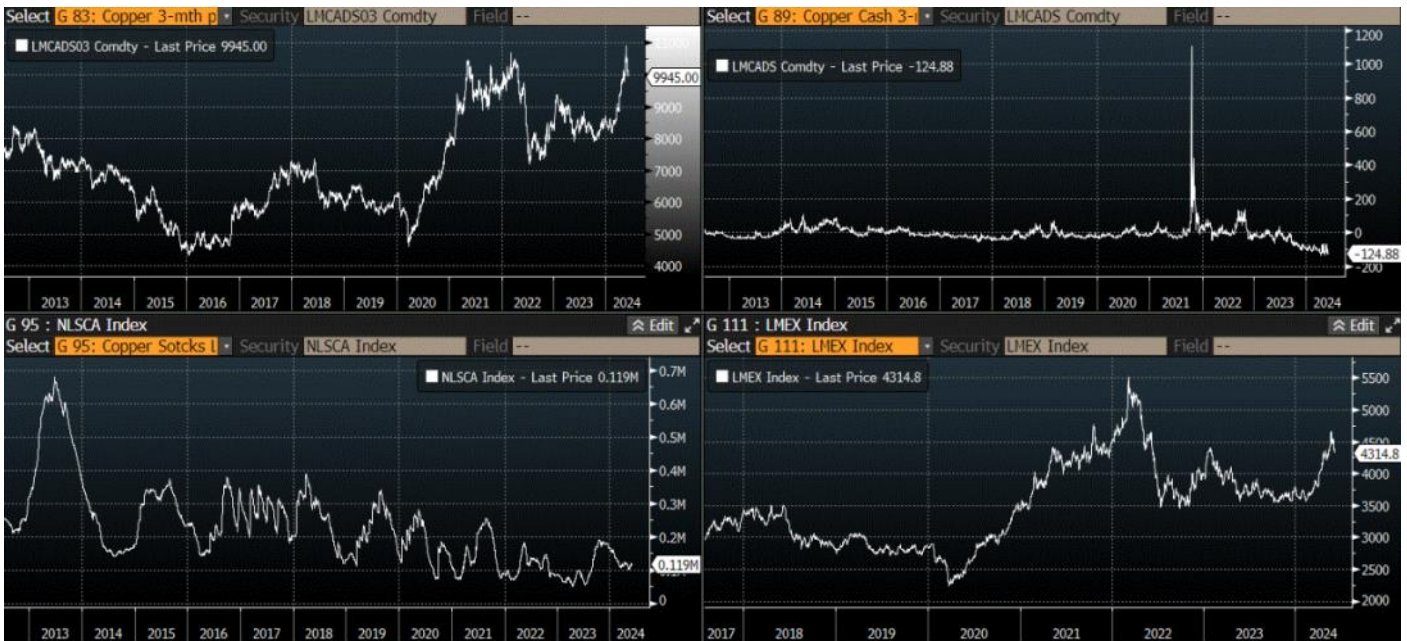 Select G 83: Copper 3-mth p Security LMCADS03 Comdty Field --
LMCADS03 Comdty - Last Price 9945.00
11000
9945.00
9000
8000
7000
6000
5000
4000
2013 2014 2015 2016 2017 2018 2019 2020 2021 2022 2023 2024
Select G 89: Copper Cash 3- Security LMCADS Comdty Field --
LMCADS Comdty - Last Price -124.88
1200
1000
800
600
400
200
0
-124.88
-200
2013 2014 2015 2016 2017 2018 2019 2020 2021 2022 2023 2024
G 95 : NLSCA Index Edit
Select G 95: Copper Sotcks L Security NLSCA Index Field --
NLSCA Index - Last Price 0.119M
0.7M
0.6M
0.5M
0.4M
0.3M
0.2M
0.119M
0
2013 2014 2015 2016 2017 2018 2019 2020 2021 2022 2023 2024
G 111 : LMEX Index Edit
Select G 111: LMEX Index Security LMEX Index Field --
LMEX Index - Last Price 4314.8
5500
5000
4500
4314.8
4000
3500
3000
2500
2000
2017 2018 2019 2020 2021 2022 2023 2024